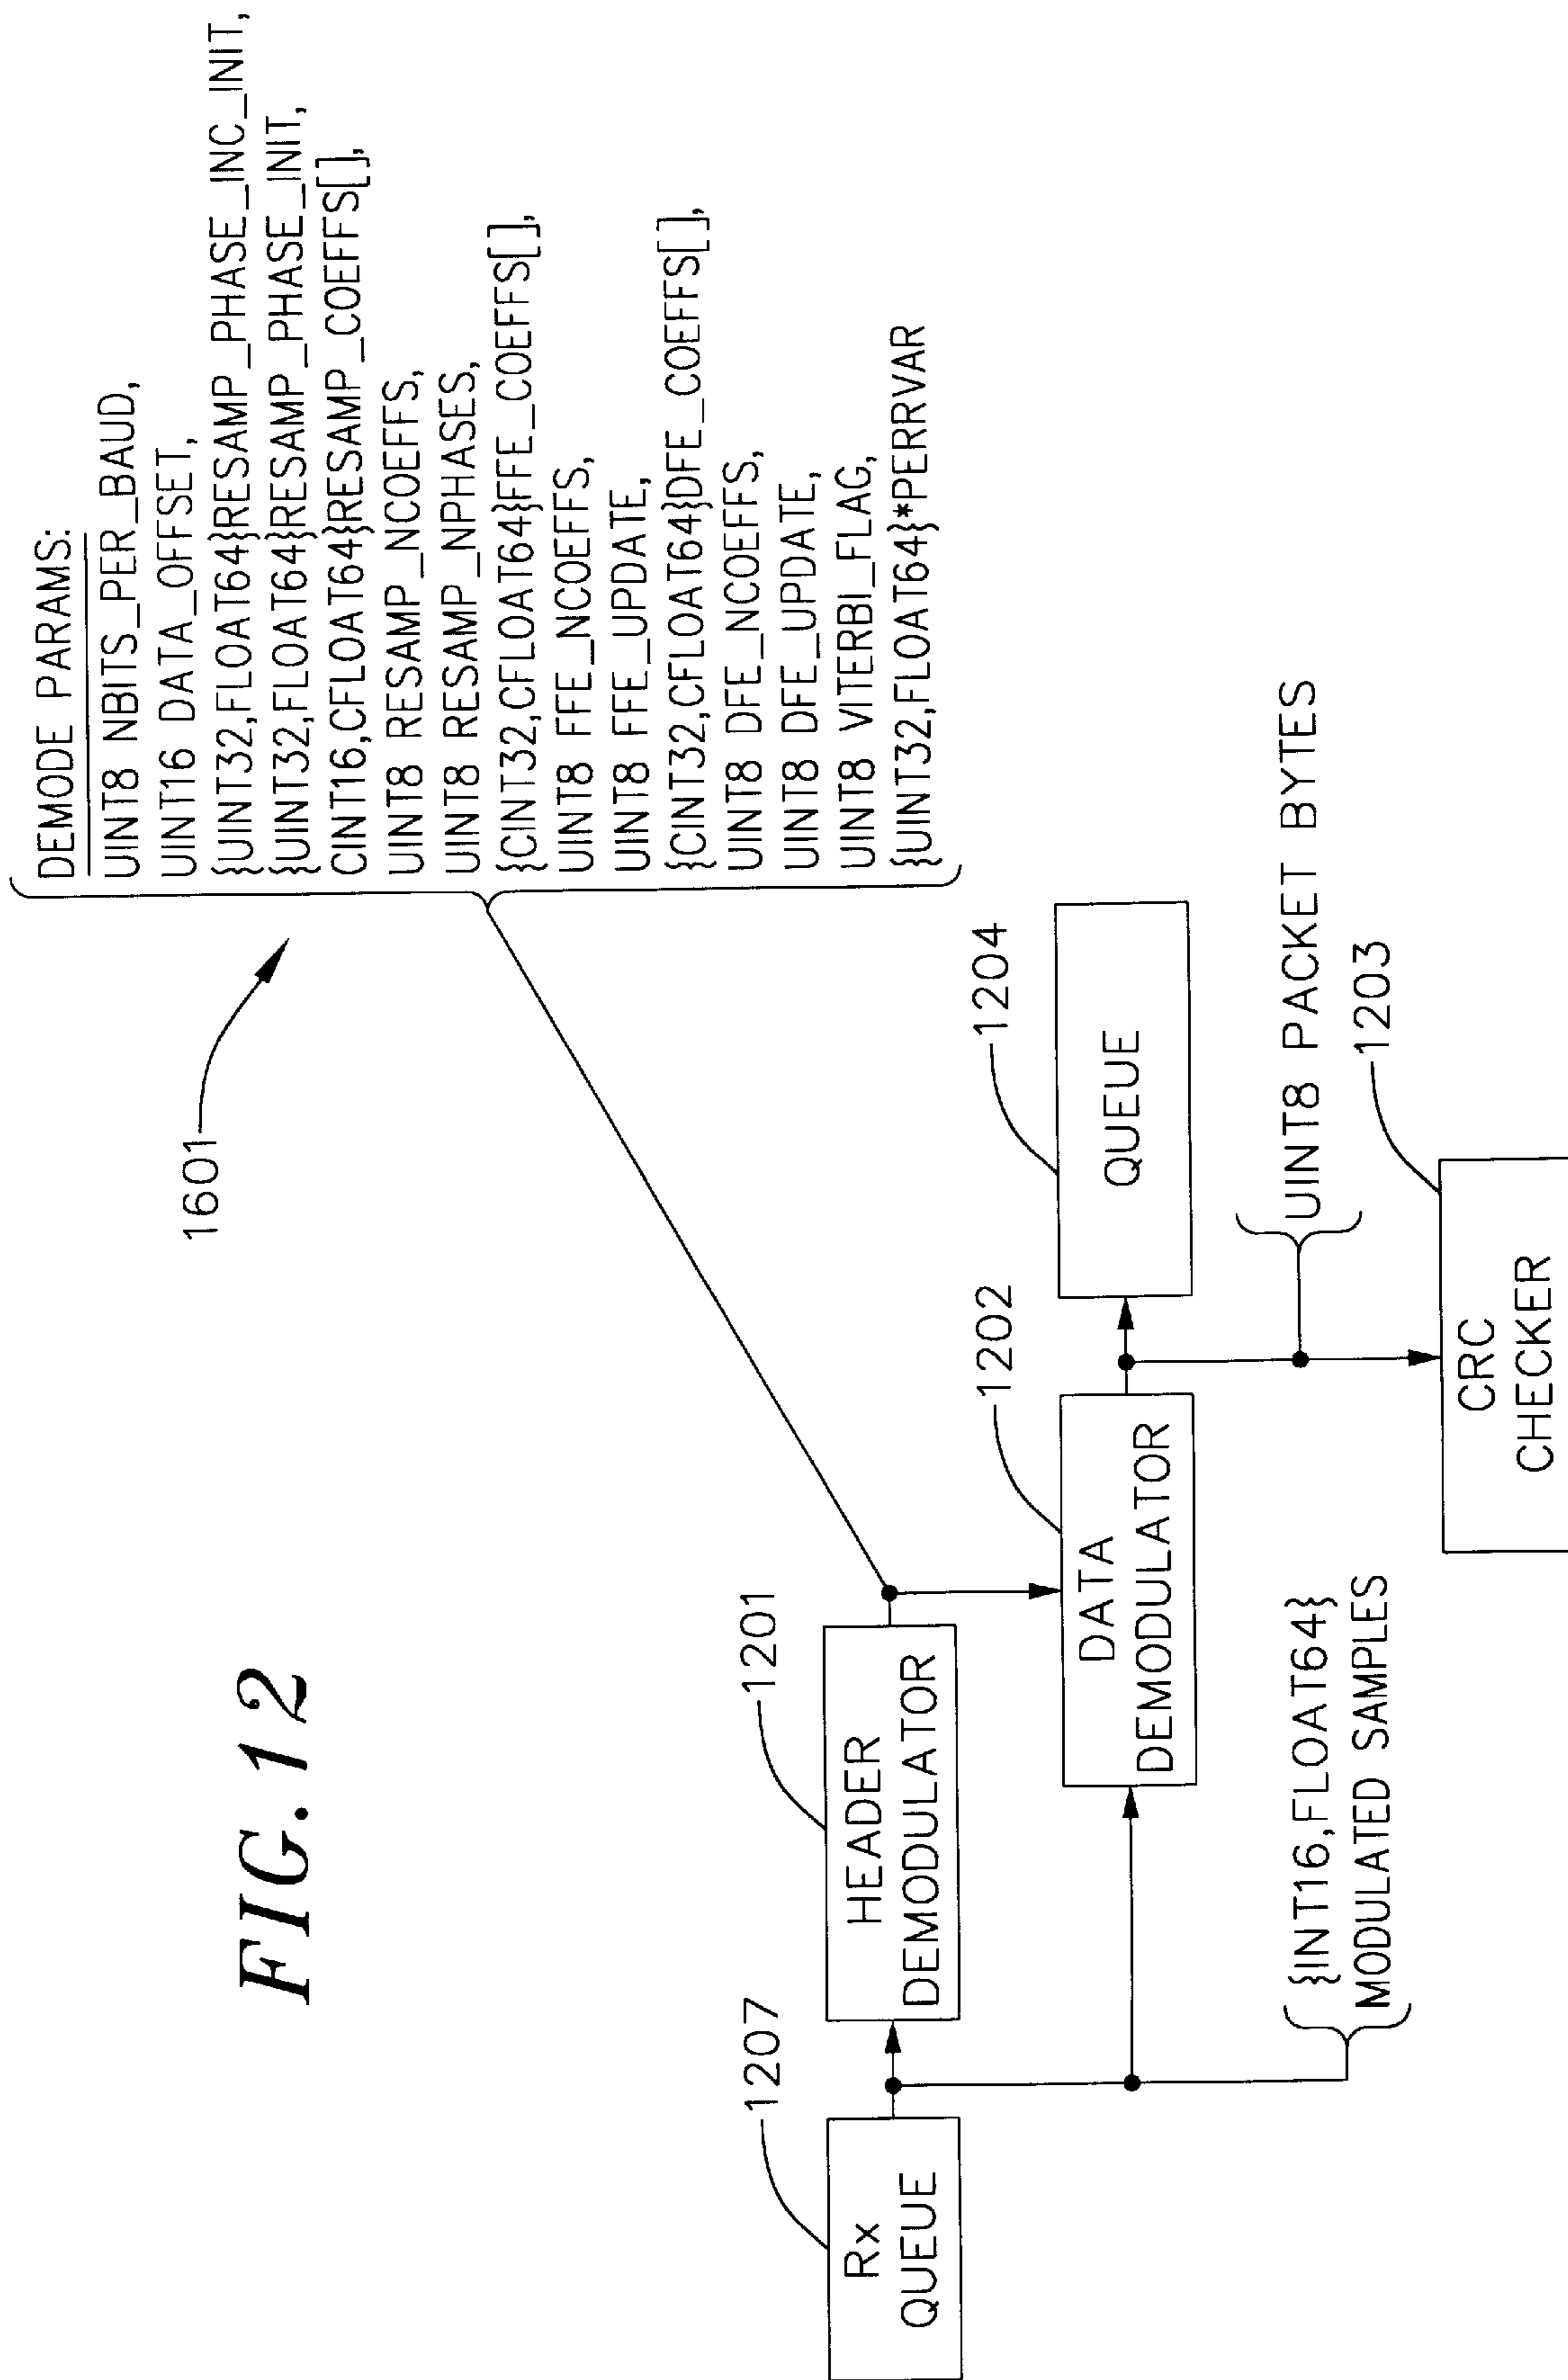 FIG. 12
DEMODE PARAMS:
UINT8 NBITS_PER_BAUD,
UINT16 DATA_OFFSET,
{UINT32,FLOAT64}RESAMP_PHASE_INC_INIT,
{UINT32,FLOAT64}RESAMP_PHASE_INIT,
CINT16,CFLOAT64}RESAMP_COEFFS[],
UINT8 RESAMP_NCOEFFS,
UINT8 RESAMP_NPHASES,
{CINT32,CFLOAT64}FFE_COEFFS[],
UINT8 FFE_NCOEFFS,
UINT8 FFE_UPDATE,
{CINT32,CFLOAT64}DFE_COEFFS[],
UINT8 DFE_NCOEFFS,
UINT8 DFE_UPDATE,
UINT8 VITERBI_FLAG,
{UINT32,FLOAT64}*PERRVAR
1601
1207
Rx
QUEUE
1201
HEADER
DEMODULATOR
1202
DATA
DEMODULATOR
1204
QUEUE
{INT16,FLOAT64}
MODULATED SAMPLES
UINT8 PACKET BYTES
1203
CRC
CHECKER